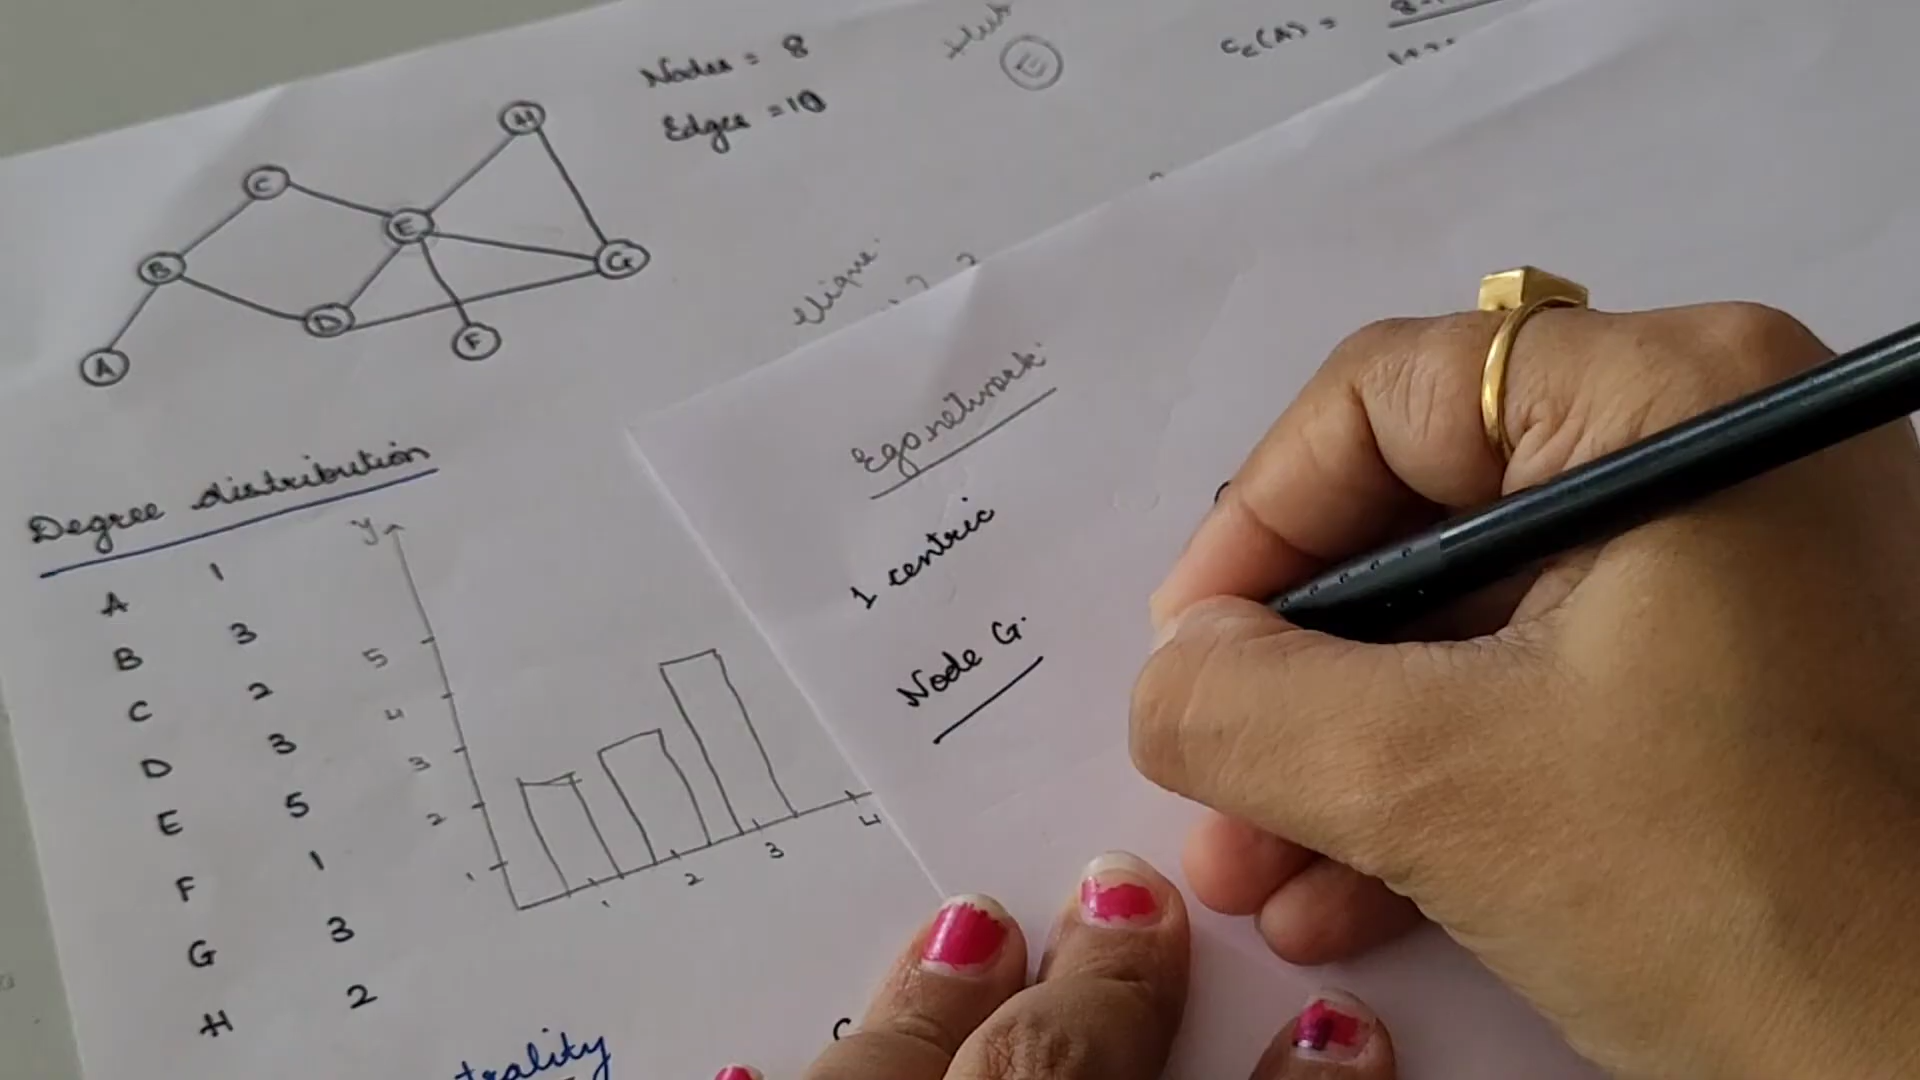 Nodes = 8
Edges = 10
E
H
C
E
B
G
D
F
A
clique.
Degree distribution
A 1
B 3
C 2
D 3
E 5
F 1
G 3
H 2
y
5
4
3
2
1
1
2
3
4
Ego network.
1 centric
Node G.